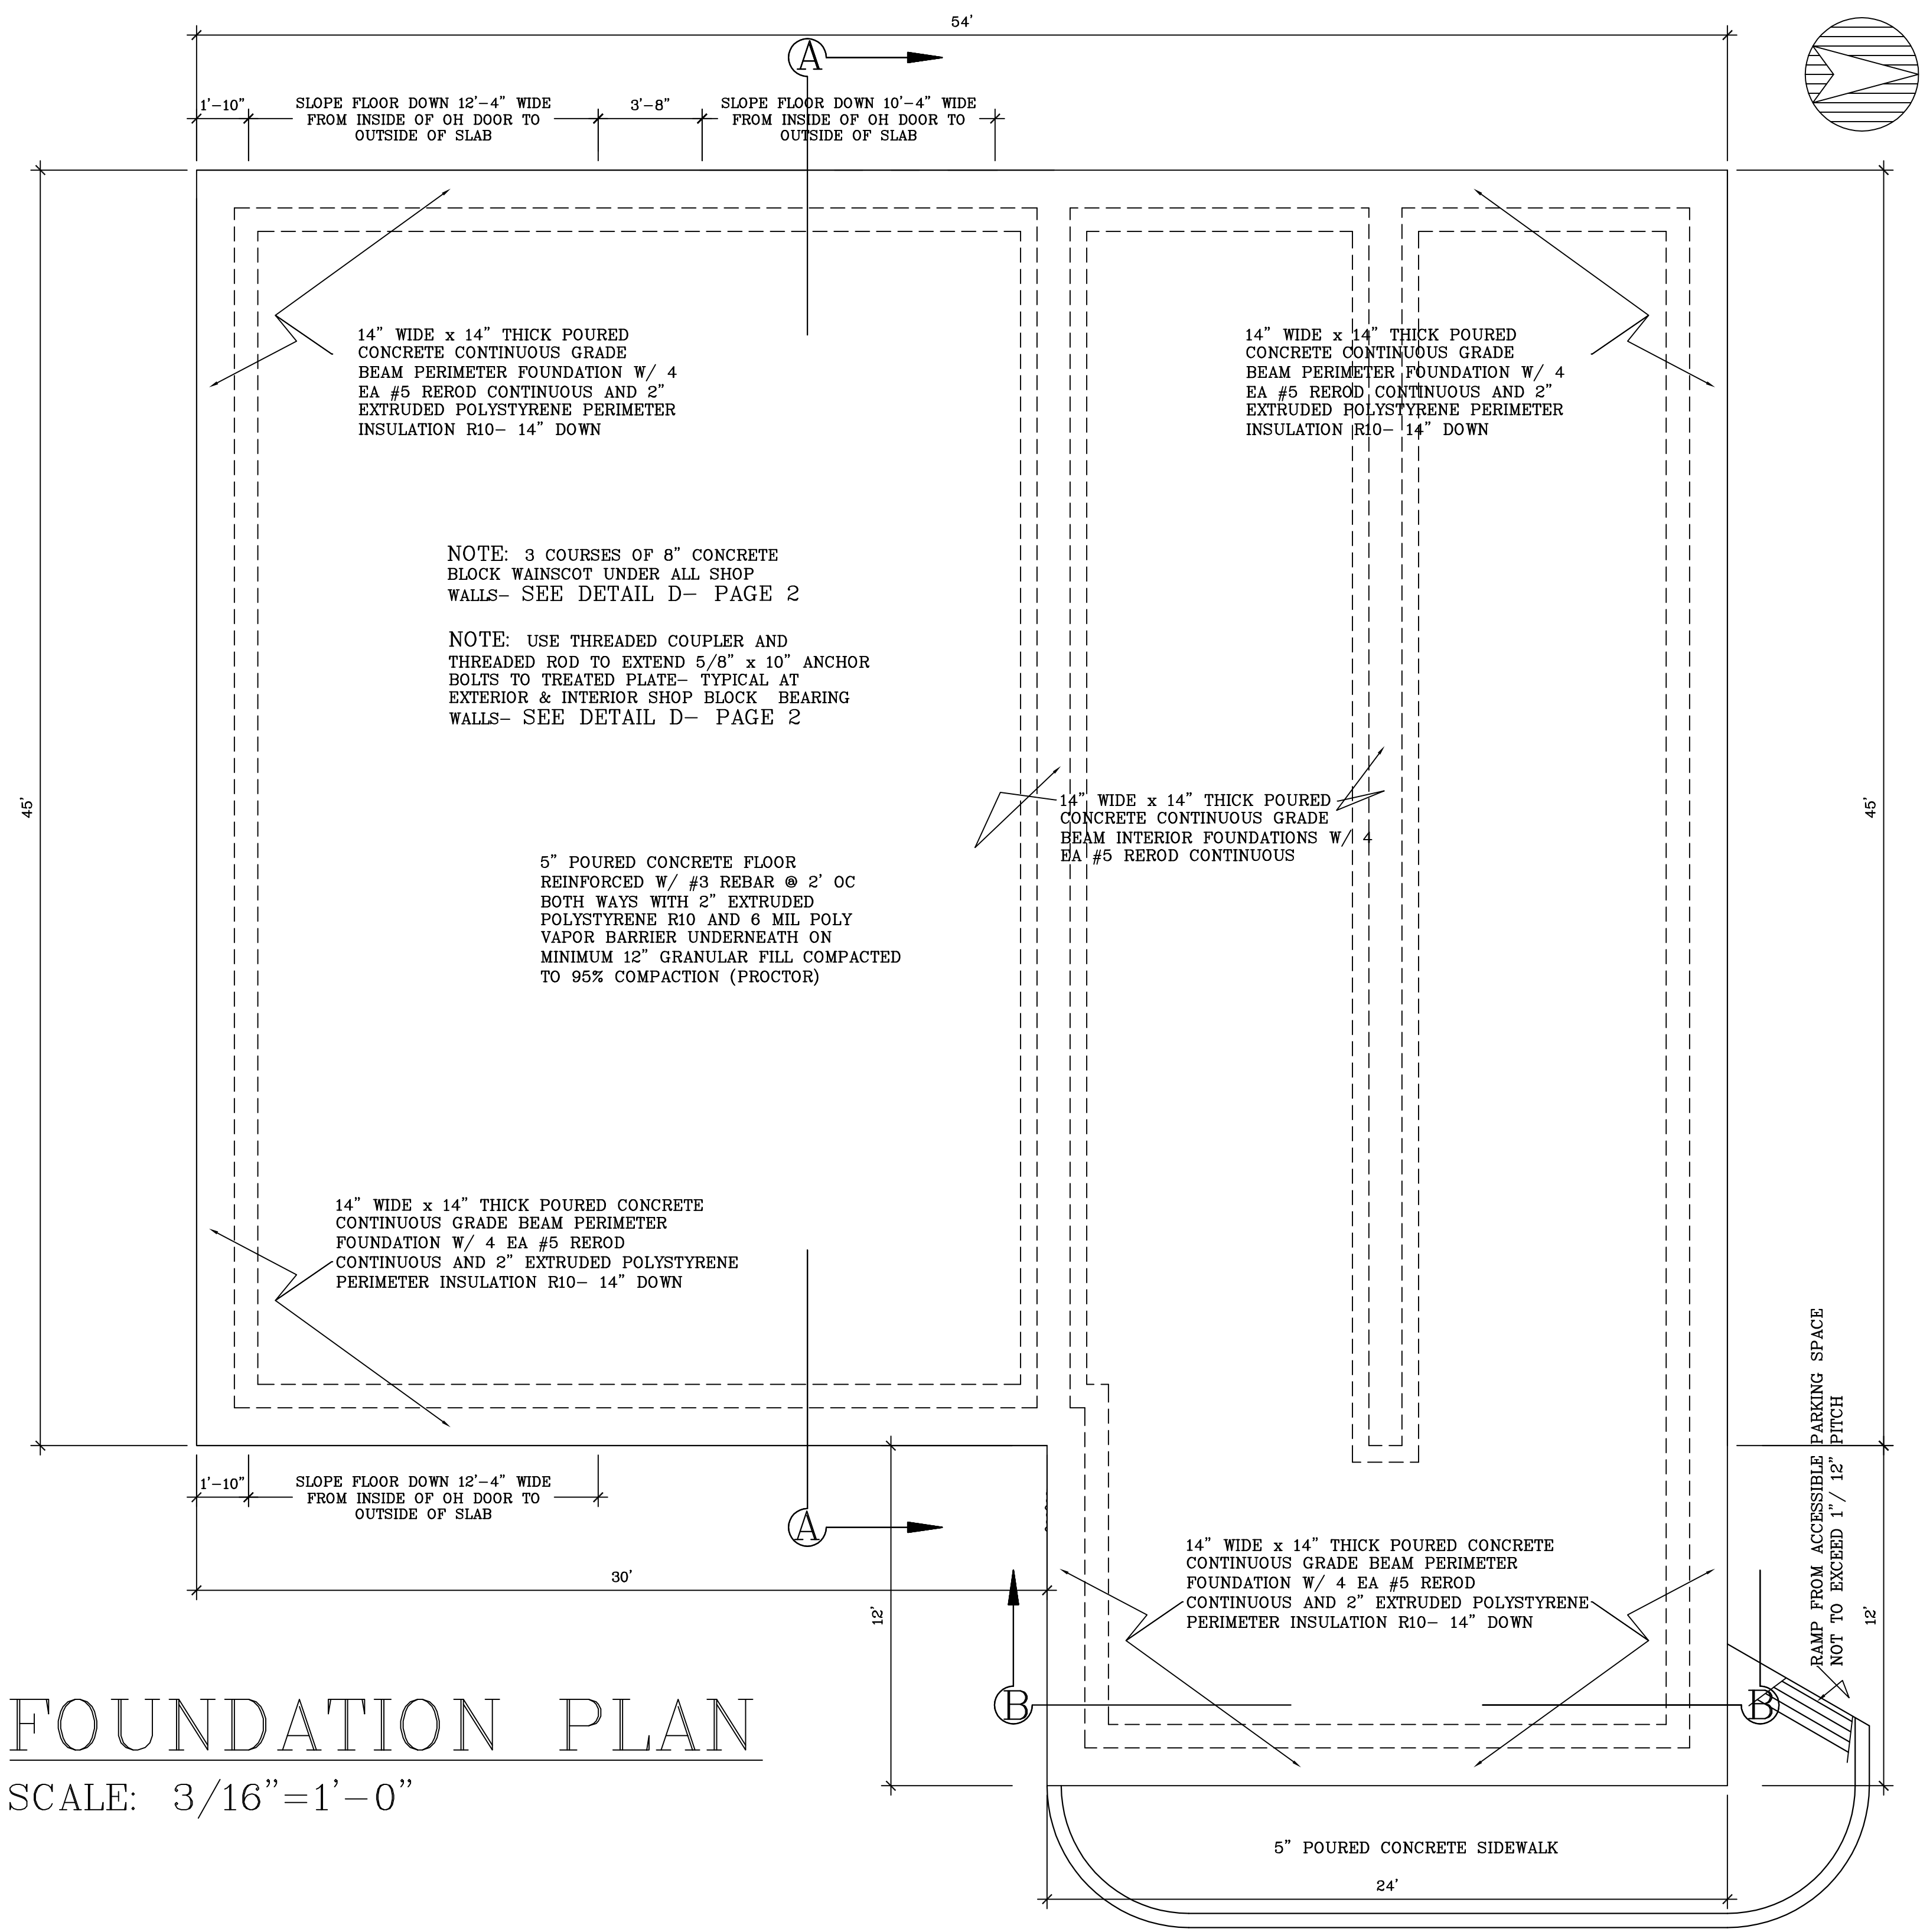 54'
A
1'-10"
SLOPE FLOOR DOWN 12'-4" WIDE
FROM INSIDE OF OH DOOR TO
OUTSIDE OF SLAB
3'-8"
SLOPE FLOOR DOWN 10'-4" WIDE
FROM INSIDE OF OH DOOR TO
OUTSIDE OF SLAB
14" WIDE x 14" THICK POURED
CONCRETE CONTINUOUS GRADE
BEAM PERIMETER FOUNDATION W/ 4
EA #5 REROD CONTINUOUS AND 2"
EXTRUDED POLYSTYRENE PERIMETER
INSULATION R10- 14" DOWN
14" WIDE x 14" THICK POURED
CONCRETE CONTINUOUS GRADE
BEAM PERIMETER FOUNDATION W/ 4
EA #5 REROD CONTINUOUS AND 2"
EXTRUDED POLYSTYRENE PERIMETER
INSULATION R10- 14" DOWN
NOTE: 3 COURSES OF 8" CONCRETE
BLOCK WAINSCOT UNDER ALL SHOP
WALLS- SEE DETAIL D- PAGE 2
NOTE: USE THREADED COUPLER AND
THREADED ROD TO EXTEND 5/8" x 10" ANCHOR
BOLTS TO TREATED PLATE- TYPICAL AT
EXTERIOR & INTERIOR SHOP BLOCK BEARING
WALLS- SEE DETAIL D- PAGE 2
45'
45'
14" WIDE x 14" THICK POURED
CONCRETE CONTINUOUS GRADE
BEAM INTERIOR FOUNDATIONS W/ 4
EA #5 REROD CONTINUOUS
5" POURED CONCRETE FLOOR
REINFORCED W/ #3 REBAR @ 2' OC
BOTH WAYS WITH 2" EXTRUDED
POLYSTYRENE R10 AND 6 MIL POLY
VAPOR BARRIER UNDERNEATH ON
MINIMUM 12" GRANULAR FILL COMPACTED
TO 95% COMPACTION (PROCTOR)
14" WIDE x 14" THICK POURED CONCRETE
CONTINUOUS GRADE BEAM PERIMETER
FOUNDATION W/ 4 EA #5 REROD
CONTINUOUS AND 2" EXTRUDED POLYSTYRENE
PERIMETER INSULATION R10- 14" DOWN
RAMP FROM ACCESSIBLE PARKING SPACE
NOT TO EXCEED 1"/ 12" PITCH
1'-10"
SLOPE FLOOR DOWN 12'-4" WIDE
FROM INSIDE OF OH DOOR TO
OUTSIDE OF SLAB
A
30'
12'
14" WIDE x 14" THICK POURED CONCRETE
CONTINUOUS GRADE BEAM PERIMETER
FOUNDATION W/ 4 EA #5 REROD
CONTINUOUS AND 2" EXTRUDED POLYSTYRENE
PERIMETER INSULATION R10- 14" DOWN
12'
B
B
FOUNDATION PLAN
SCALE: 3/16"=1'-0"
5" POURED CONCRETE SIDEWALK
24'